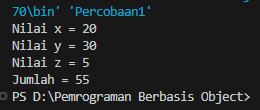 70\bin' 'Percobaan1'
Nilai x = 20
Nilai y = 30
Nilai z = 5
Jumlah = 55
PS D:\Pemrograman Berbasis Object>